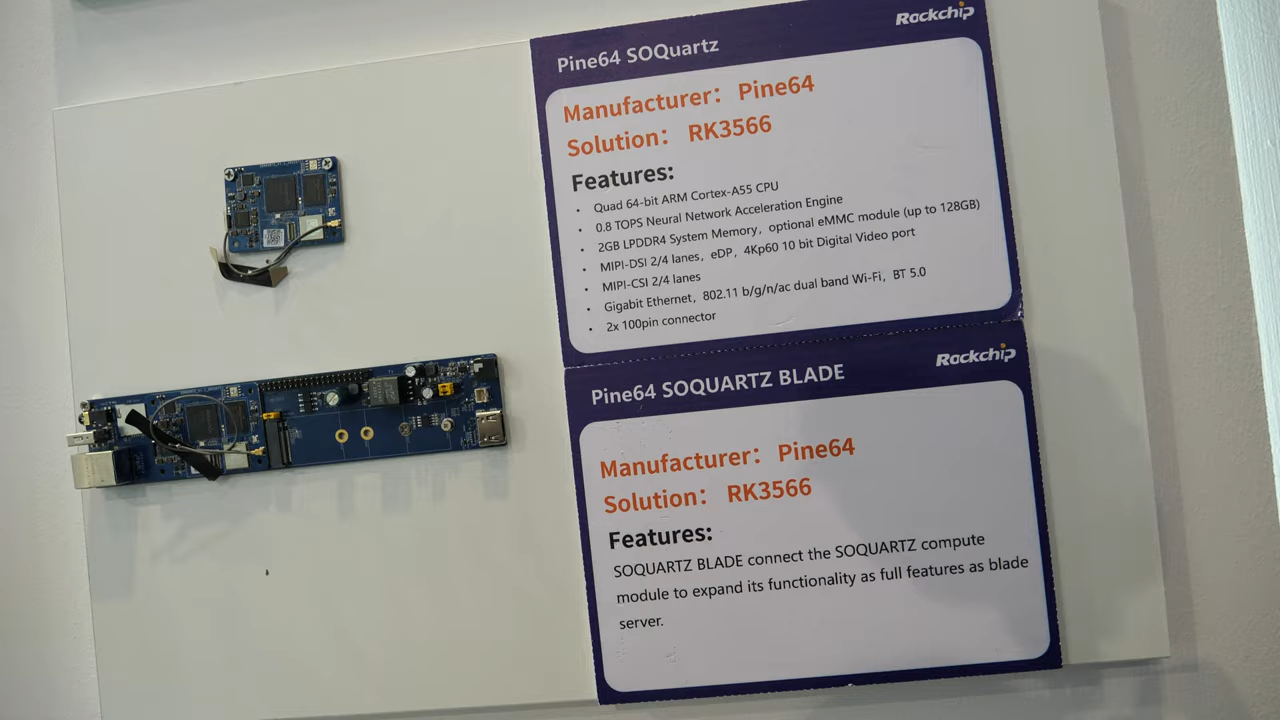 Rockchip
Pine64 SOQuartz
Manufacturer： Pine64
Solution： RK3566
Features:
• Quad 64-bit ARM Cortex-A55 CPU
• 0.8 TOPS Neural Network Acceleration Engine
• 2GB LPDDR4 System Memory，optional eMMC module (up to 128GB)
• MIPI-DSI 2/4 lanes，eDP，4Kp60 10 bit Digital Video port
• MIPI-CSI 2/4 lanes
• Gigabit Ethernet，802.11 b/g/n/ac dual band Wi-Fi，BT 5.0
• 2x 100pin connector
Rockchip
Pine64 SOQUARTZ BLADE
Manufacturer： Pine64
Solution： RK3566
Features:
SOQUARTZ BLADE connect the SOQUARTZ compute
module to expand its functionality as full features as blade
server.